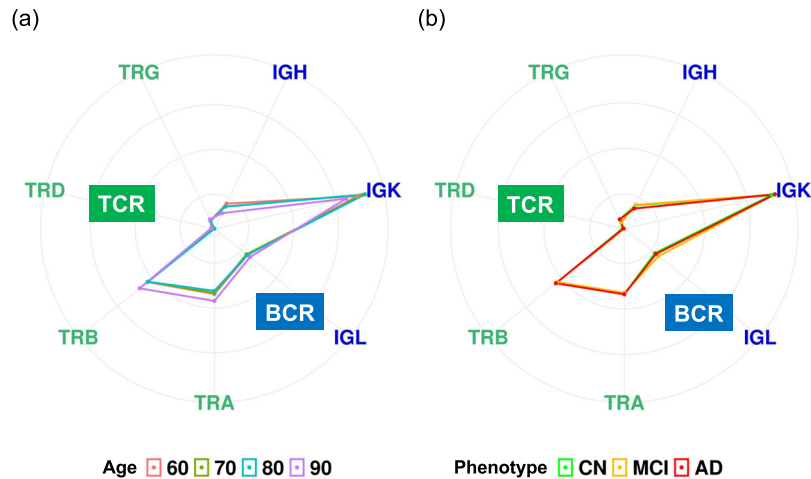 (a)
(b)
TRG
IGH
TRD
TCR
IGK
TRB
BCR
IGL
TRA
TRG
IGH
TRD
TCR
IGK
TRB
BCR
IGL
TRA
Age 60 70 80 90
Phenotype CN MCI AD